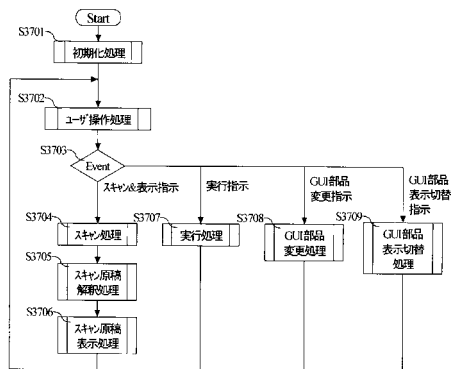 Start
S3701
初期化処理
S3702
ユーザ操作処理
S3703
Event
スキャン&表示指示
実行指示
GUI部品
変更指示
GUI部品
表示切替
指示
S3704
スキャン処理
S3707
実行処理
S3708
GUI部品
変更処理
S3709
GUI部品
表示切替
処理
S3705
スキャン原稿
解釈処理
S3706
スキャン原稿
表示処理